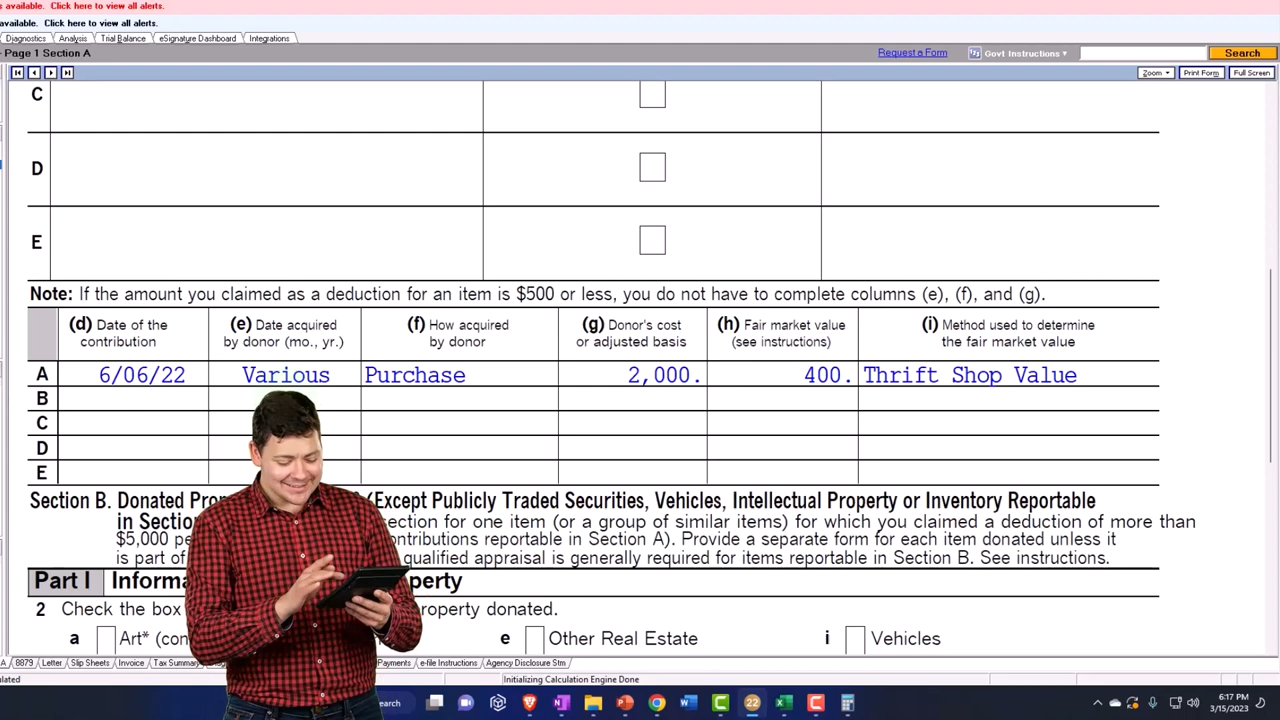 s available. Click here to view all alerts.
available. Click here to view all alerts.
Diagnostics Analysis Trial Balance eSignature Dashboard Integrations
- Page 1 Section A Request a Form Govt Instructions Search
Zoom Print Form Full Screen
C
D
E
Note: If the amount you claimed as a deduction for an item is $500 or less, you do not have to complete columns (e), (f), and (g).
(d) Date of the contribution
(e) Date acquired by donor (mo., yr.)
(f) How acquired by donor
(g) Donor's cost or adjusted basis
(h) Fair market value (see instructions)
(i) Method used to determine the fair market value
A 6/06/22 Various Purchase 2,000. 400. Thrift Shop Value
B
C
D
E
Section B. Donated (Except Publicly Traded Securities, Vehicles, Intellectual Property or Inventory Reportable
in section for one item (or a group of similar items) for which you claimed a deduction of more than
$5,000 contributions reportable in Section A). Provide a separate form for each item donated unless it
is part of qualified appraisal is generally required for items reportable in Section B. See instructions.
Part I
2 Check the box property donated.
a Art* e Other Real Estate i Vehicles
A 8879 Letter Slip Sheets Invoice Tax Summary Payments e-file Instructions Agency Disclosure Stm
Initializing Calculation Engine Done
6:17 PM
3/15/2023